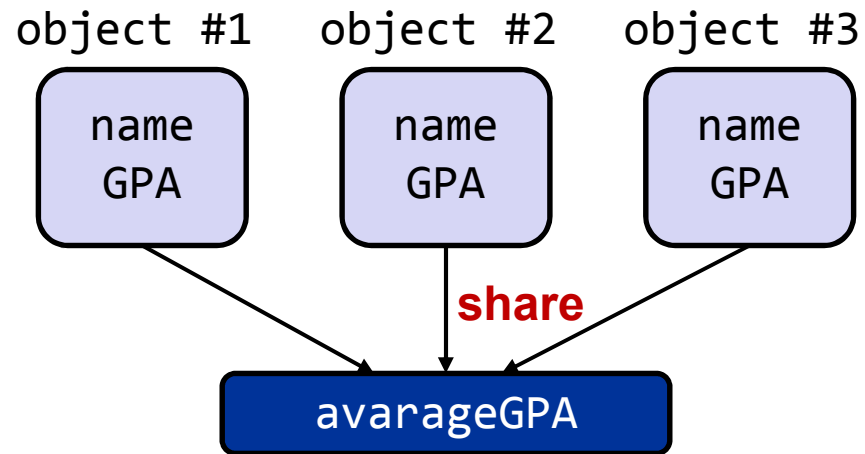 object #1 object #2 object #3
name name name
GPA GPA GPA
share
avarageGPA